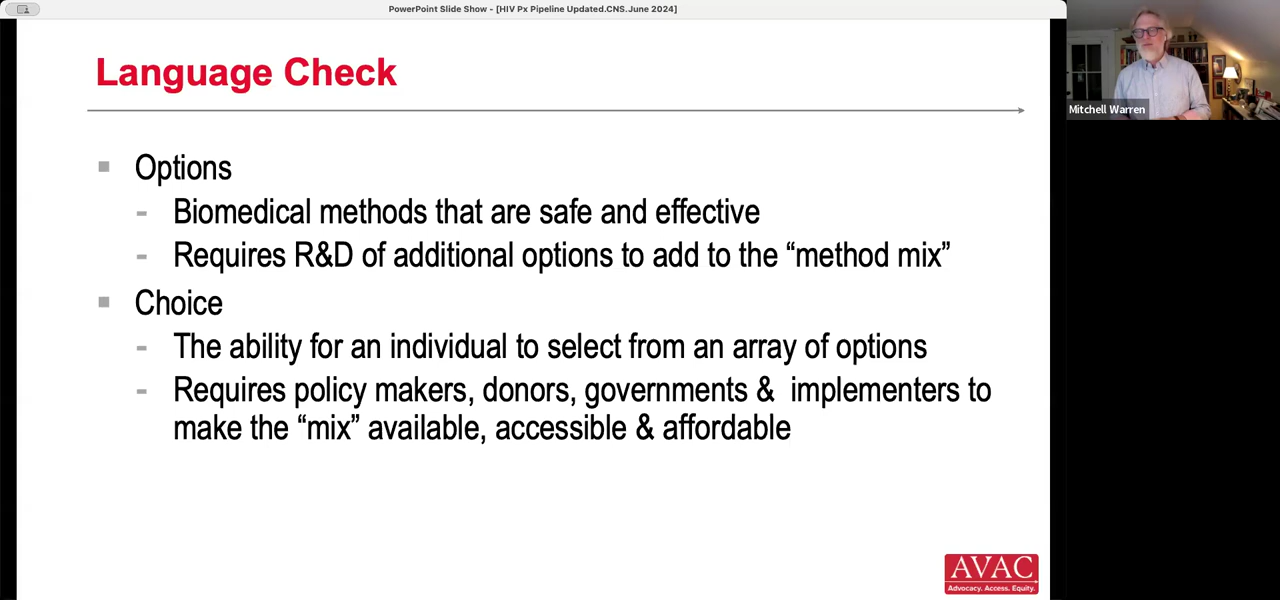 PowerPoint Slide Show - [HIV Px Pipeline Updated.CNS.June 2024]
Language Check
Options
- Biomedical methods that are safe and effective
- Requires R&D of additional options to add to the “method mix”
Choice
- The ability for an individual to select from an array of options
- Requires policy makers, donors, governments & implementers to
make the “mix” available, accessible & affordable
AVAC
Advocacy. Access. Equity.
Mitchell Warren